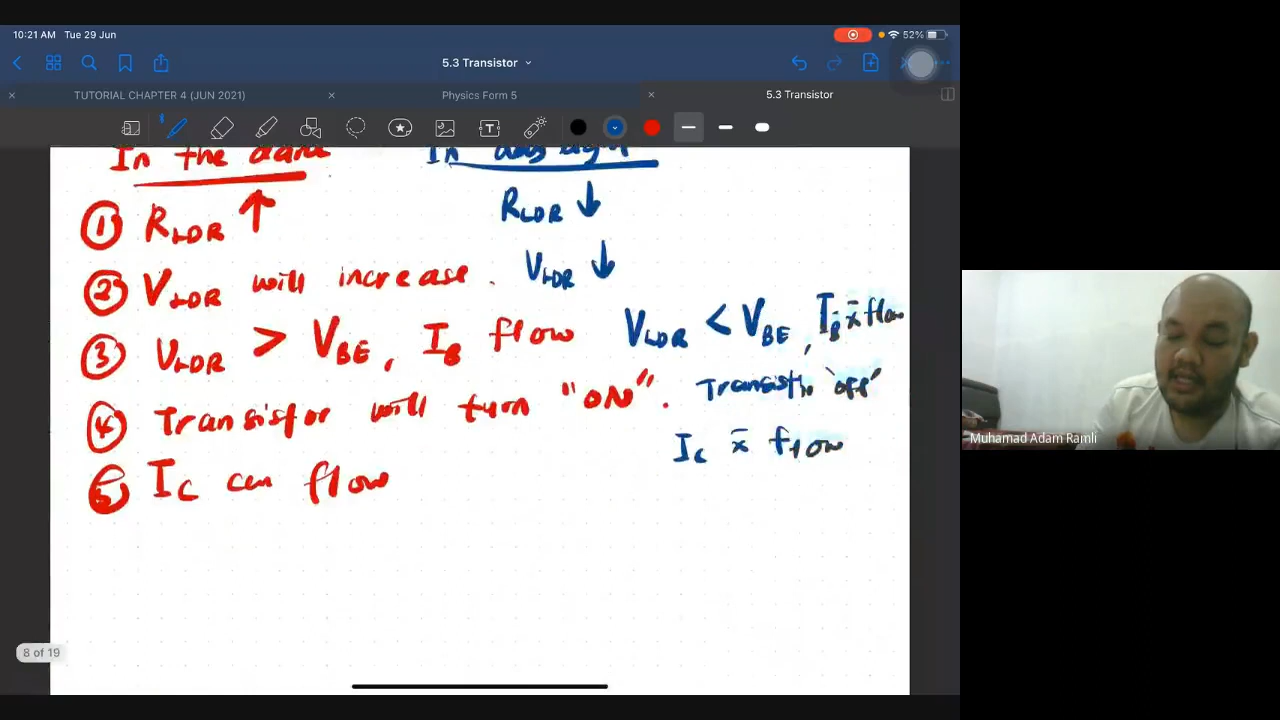 10:21 AM Tue 29 Jun
52%
5.3 Transistor
TUTORIAL CHAPTER 4 (JUN 2021)
Physics Form 5
5.3 Transistor
In the dark
In day light
① R_LDR ↑
R_LDR ↓
② V_LDR will increase.
V_LDR ↓
③ V_LDR > V_BE, I_B flow
V_LDR < V_BE, I_B x̄ flow
④ Transistor will turn "ON".
Transistor 'off'
⑤ I_C can flow
I_C x̄ flow
8 of 19
Muhamad Adam Ramli